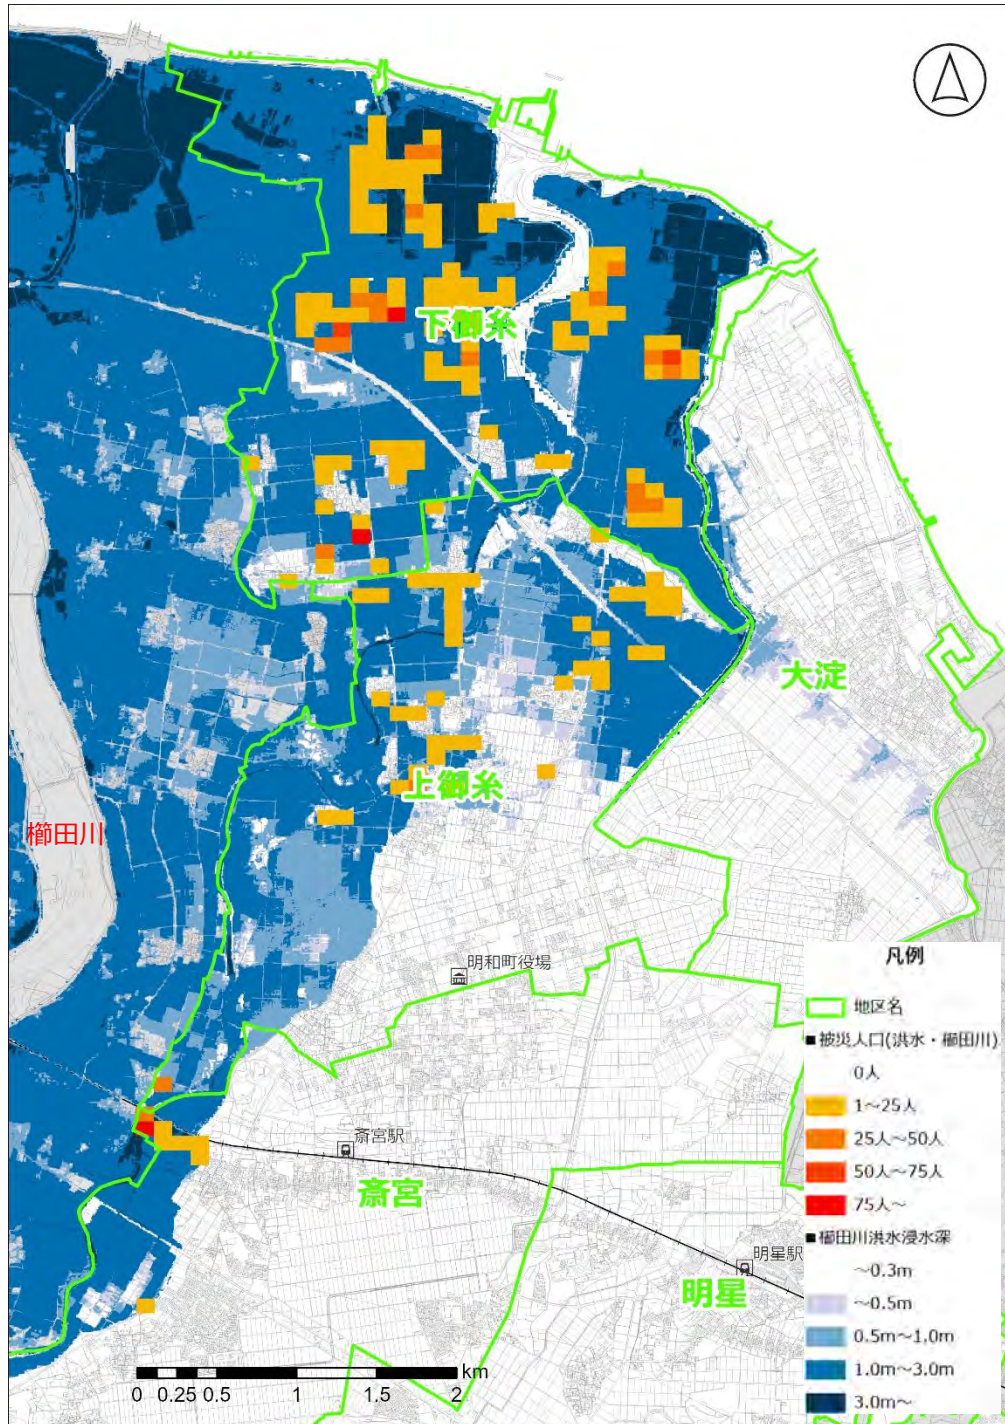 下御糸
大淀
上御糸
櫛田川
明和町役場
斎宮駅
斎宮
明星駅
明星
凡例
地区名
■被災人口(洪水・櫛田川)
0人
1～25人
25人～50人
50人～75人
75人～
■櫛田川洪水浸水深
～0.3m
～0.5m
0.5m～1.0m
1.0m～3.0m
3.0m～
km
0 0.25 0.5 1 1.5 2